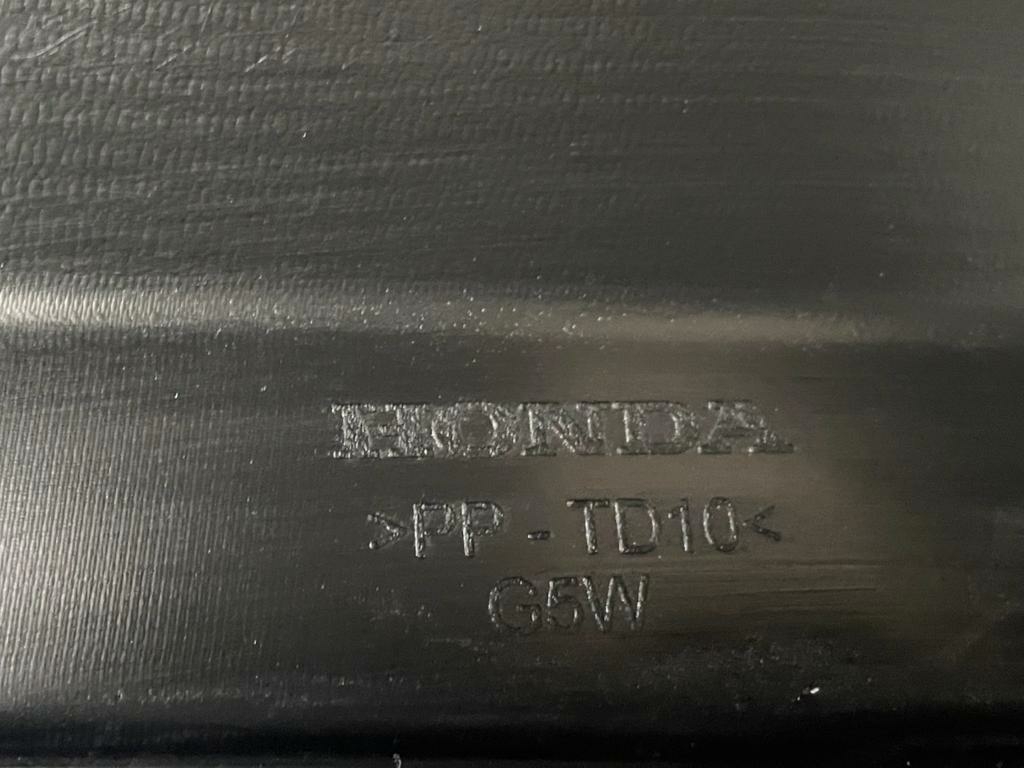 HONDA
>PP - TD10<
G5W